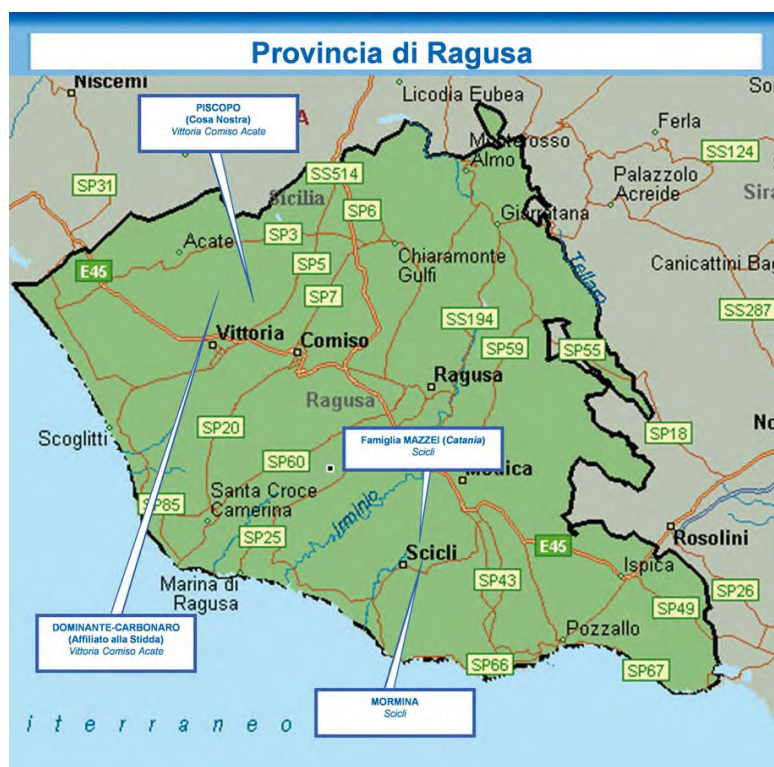 Provincia di Ragusa
Niscemi
PISCOPO
(Cosa Nostra)
Vittoria Comiso Acate
Licodia Eubea
Ferla
Monterosso
Almo
SS124
SP31
SS514
Sicilia
Palazzolo
Acreide
SP6
Giarratana
Acate
SP3
Chiaramonte
Gulfi
SP5
Tellaro
Canicattini Bag
E45
SP7
SS287
SS194
Vittoria
Comiso
SP59
SP55
Ragusa
Ragusa
SP20
Scoglitti
SP18
Famiglia MAZZEI (Catania)
Scicli
SP60
Modica
SP85
Santa Croce
Camerina
Irminio
SP25
Rosolini
E45
Scicli
Ispica
Marina di
Ragusa
SP43
SP26
SP49
DOMINANTE-CARBONARO
(Affiliato alla Stidda)
Vittoria Comiso Acate
Pozzallo
SP66
SP67
MORMINA
Scicli
iterraneo